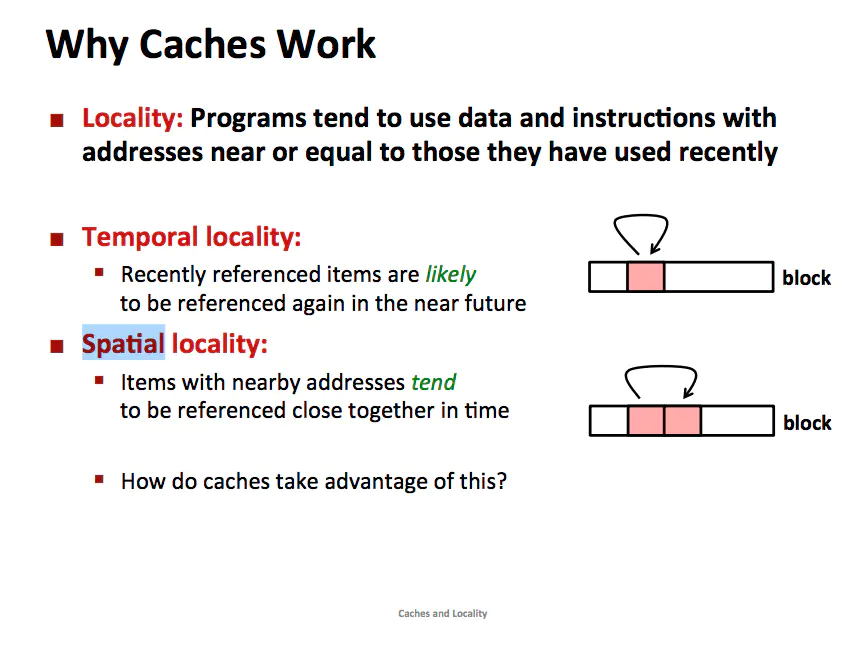 Why Caches Work
Locality: Programs tend to use data and instructions with
addresses near or equal to those they have used recently
Temporal locality:
Recently referenced items are likely
to be referenced again in the near future
block
Spatial locality:
Items with nearby addresses tend
to be referenced close together in time
block
How do caches take advantage of this?
Caches and Locality